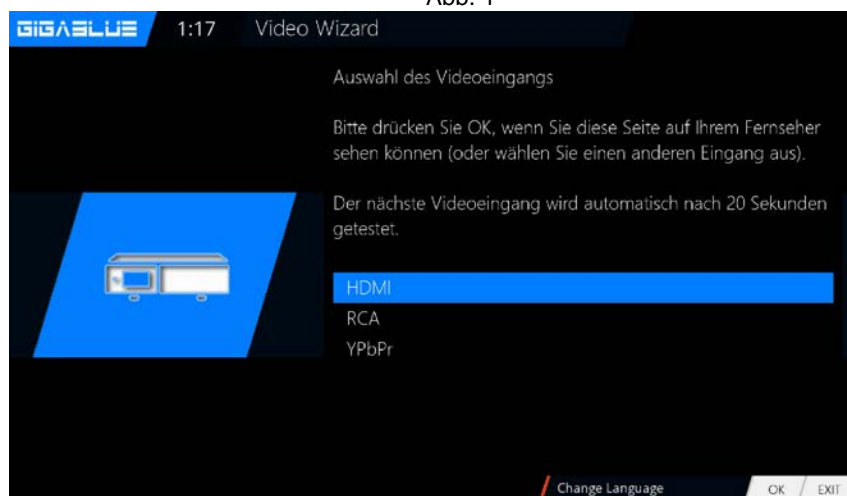 Abb. 1
GIGABLUE 1:17 Video Wizard
Auswahl des Videoeingangs
Bitte drücken Sie OK, wenn Sie diese Seite auf Ihrem Fernseher
sehen können (oder wählen Sie einen anderen Eingang aus).
Der nächste Videoeingang wird automatisch nach 20 Sekunden
getestet.
HDMI
RCA
YPbPr
Change Language OK EXIT